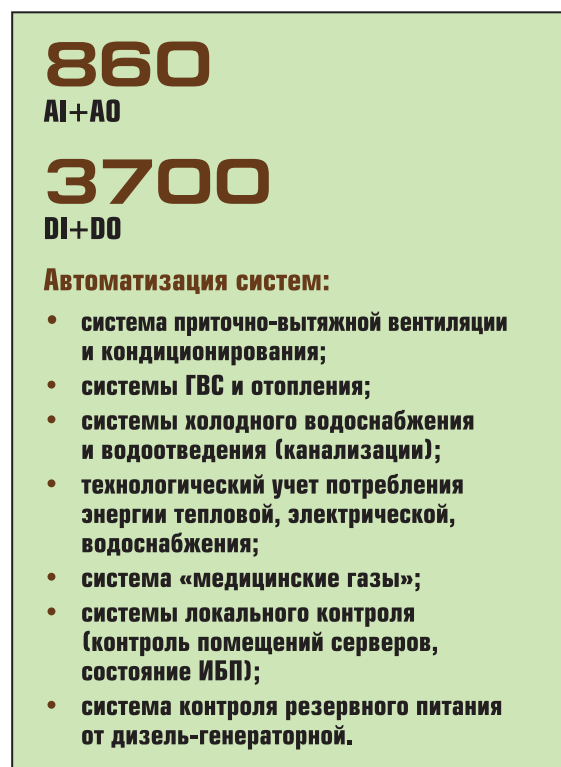 860
AI+AO
3700
DI+DO
Автоматизация систем:
• система приточно-вытяжной вентиляции
и кондиционирования;
• системы ГВС и отопления;
• системы холодного водоснабжения
и водоотведения (канализации);
• технологический учет потребления
энергии тепловой, электрической,
водоснабжения;
• система «медицинские газы»;
• системы локального контроля
(контроль помещений серверов,
состояние ИБП);
• система контроля резервного питания
от дизель-генераторной.